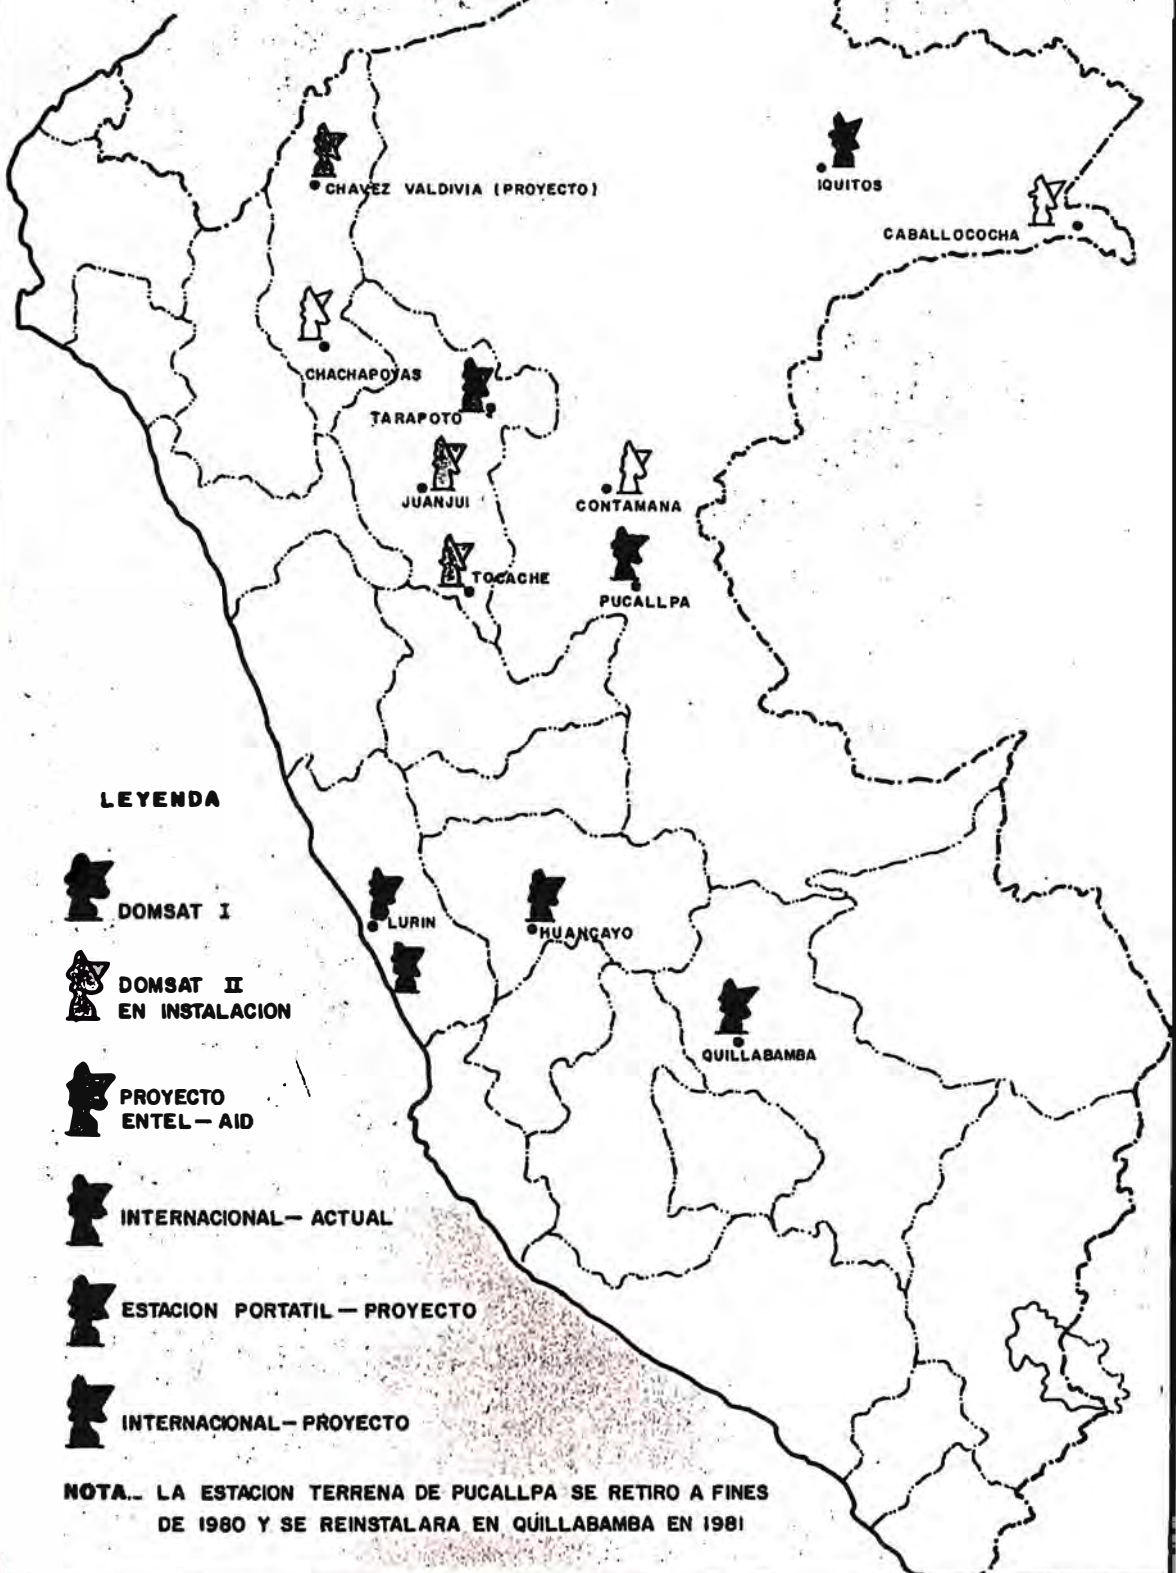 CHAVEZ VALDIVIA (PROYECTO)
IQUITOS
CABALLOCOCHA
CHACHAPOYAS
TARAPOTO
JUANJUI
CONTAMANA
TOCACHE
PUCALLPA
LEYENDA
DOMSAT I
LURIN
HUANCAYO
DOMSAT II
EN INSTALACION
QUILLABAMBA
PROYECTO
ENTEL-AID
INTERNACIONAL-ACTUAL
ESTACION PORTATIL-PROYECTO
INTERNACIONAL-PROYECTO
NOTA.- LA ESTACION TERRENA DE PUCALLPA SE RETIRO A FINES
DE 1980 Y SE REINSTALARA EN QUILLABAMBA EN 1981